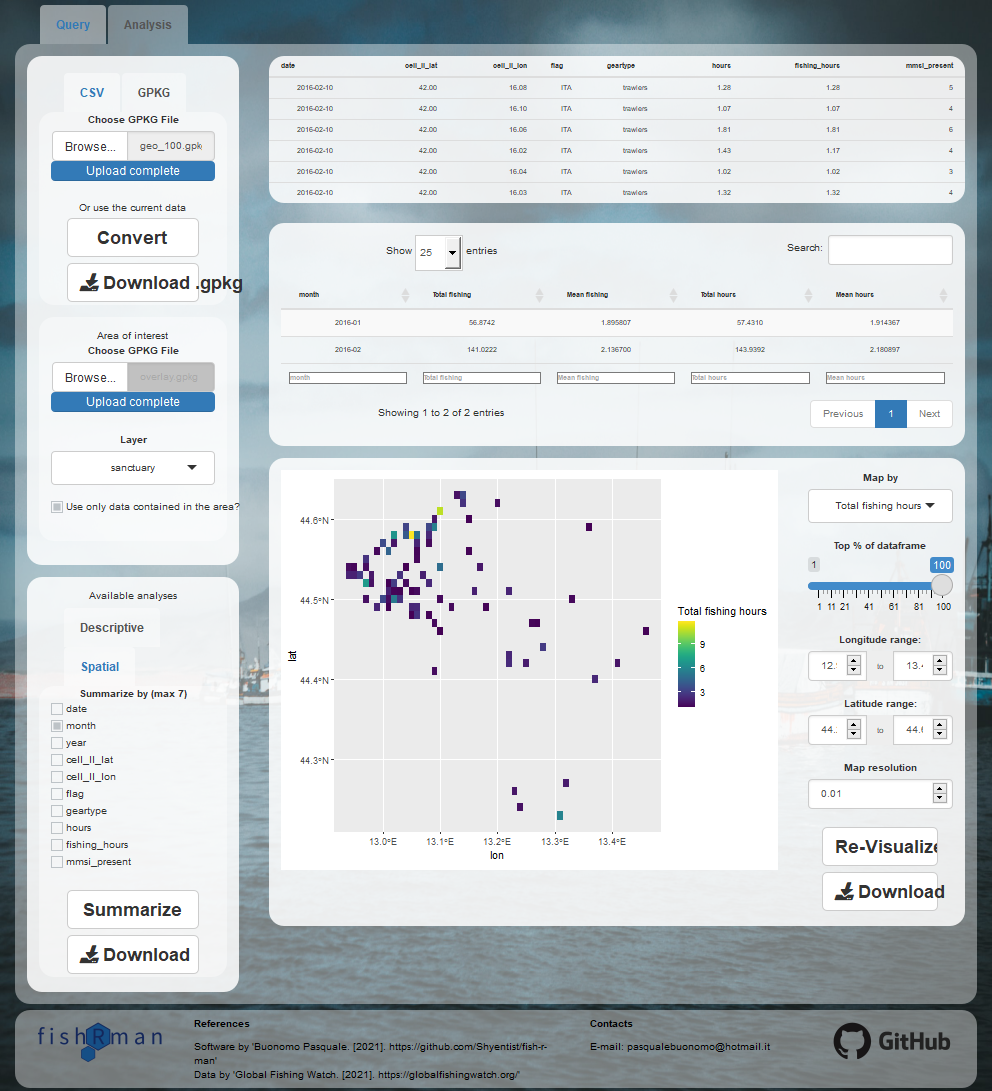 Query Analysis
CSV GPKG
Choose GPKG File
Browse... geo_100.gpk
Upload complete
Or use the current data
Convert
Download .gpkg
Area of interest
Choose GPKG File
Browse... overlay.gpkg
Upload complete
Layer
sanctuary
Use only data contained in the area?
Available analyses
Descriptive
Spatial
Summarize by (max 7)
date
month
year
cell_ll_lat
cell_ll_lon
flag
geartype
hours
fishing_hours
mmsi_present
Summarize
Download
date cell_ll_lat cell_ll_lon flag geartype hours fishing_hours mmsi_present
2016-02-10 42.00 16.08 ITA trawlers 1.28 1.28 5
2016-02-10 42.00 16.10 ITA trawlers 1.07 1.07 4
2016-02-10 42.00 16.06 ITA trawlers 1.81 1.81 6
2016-02-10 42.00 16.02 ITA trawlers 1.43 1.17 4
2016-02-10 42.00 16.04 ITA trawlers 1.02 1.02 3
2016-02-10 42.00 16.03 ITA trawlers 1.32 1.32 4
Show 25 entries Search:
month Total fishing Mean fishing Total hours Mean hours
2016-01 56.8742 1.895807 57.4310 1.914367
2016-02 141.0222 2.136700 143.9392 2.180897
month Total fishing Mean fishing Total hours Mean hours
Showing 1 to 2 of 2 entries Previous 1 Next
44.6°N
44.5°N
44.4°N
44.3°N
lat
13.0°E 13.1°E 13.2°E 13.3°E 13.4°E
lon
Total fishing hours
9
6
3
Map by
Total fishing hours
Top % of dataframe
1 100
1 11 21 41 61 81 100
Longitude range:
12. to 13.
Latitude range:
44. to 44.
Map resolution
0.01
Re-Visualize
Download
fishRman
References
Software by 'Buonomo Pasquale. [2021]. https://github.com/Shyentist/fish-r-
man'
Data by 'Global Fishing Watch. [2021]. https://globalfishingwatch.org/'
Contacts
E-mail: pasqualebuonomo@hotmail.it
GitHub